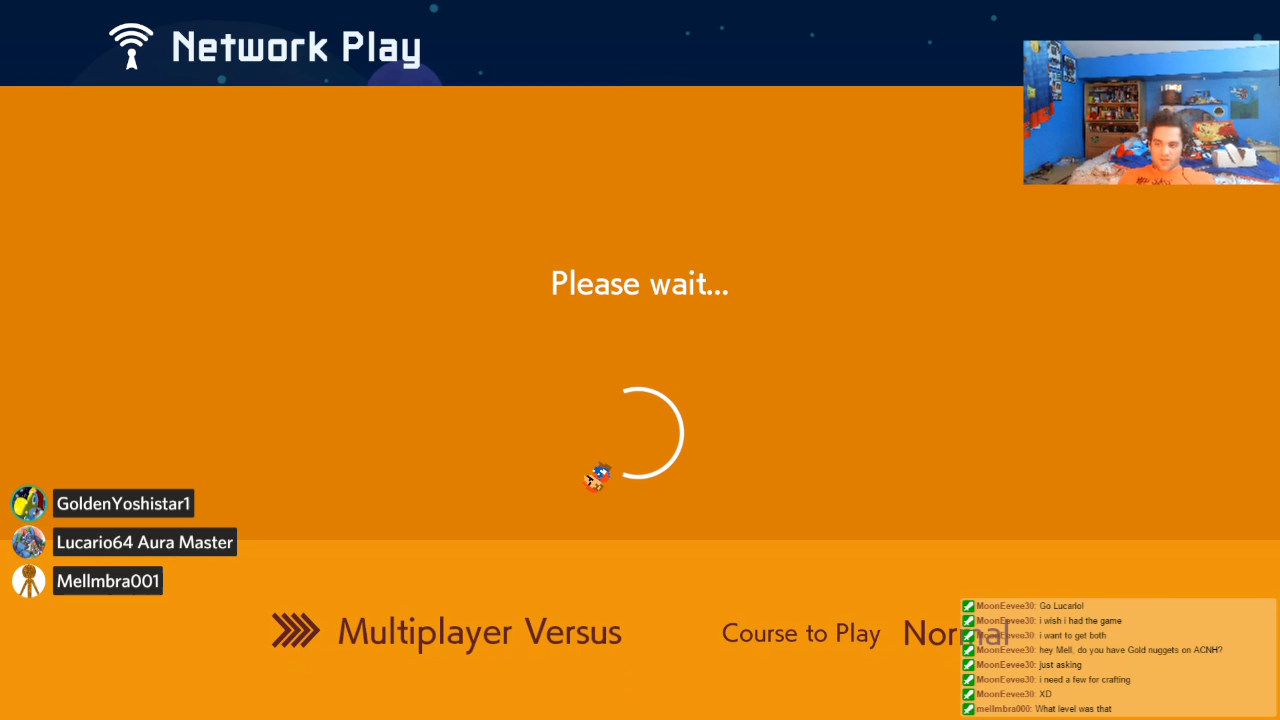 Network Play
Please wait...
GoldenYoshistar1
Lucario64 Aura Master
Mellmbra001
Multiplayer Versus
Course to Play Normal
MoonEevee30: Go Lucario!
MoonEevee30: i wish i had the game
MoonEevee30: i want to get both
MoonEevee30: hey Mell, do you have Gold nuggets on ACNH?
MoonEevee30: just asking
MoonEevee30: i need a few for crafting
MoonEevee30: XD
mellmbra000: What level was that